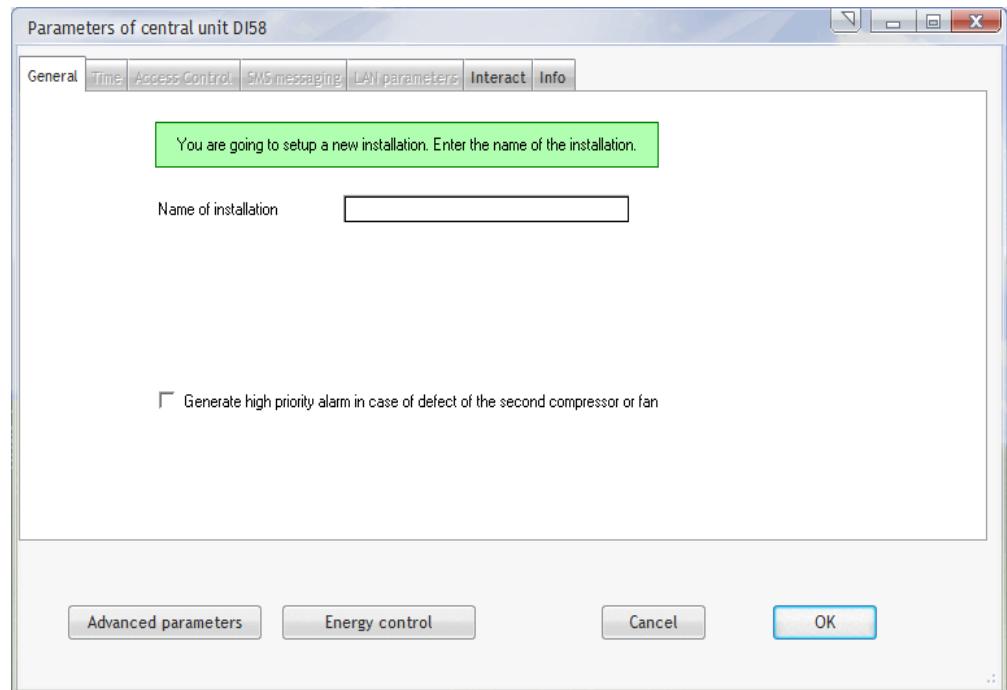 Parameters of central unit DI58
General Time Access Control SMS messaging LAN parameters Interact Info
You are going to setup a new installation. Enter the name of the installation.
Name of installation
Generate high priority alarm in case of defect of the second compressor or fan
Advanced parameters Energy control Cancel OK